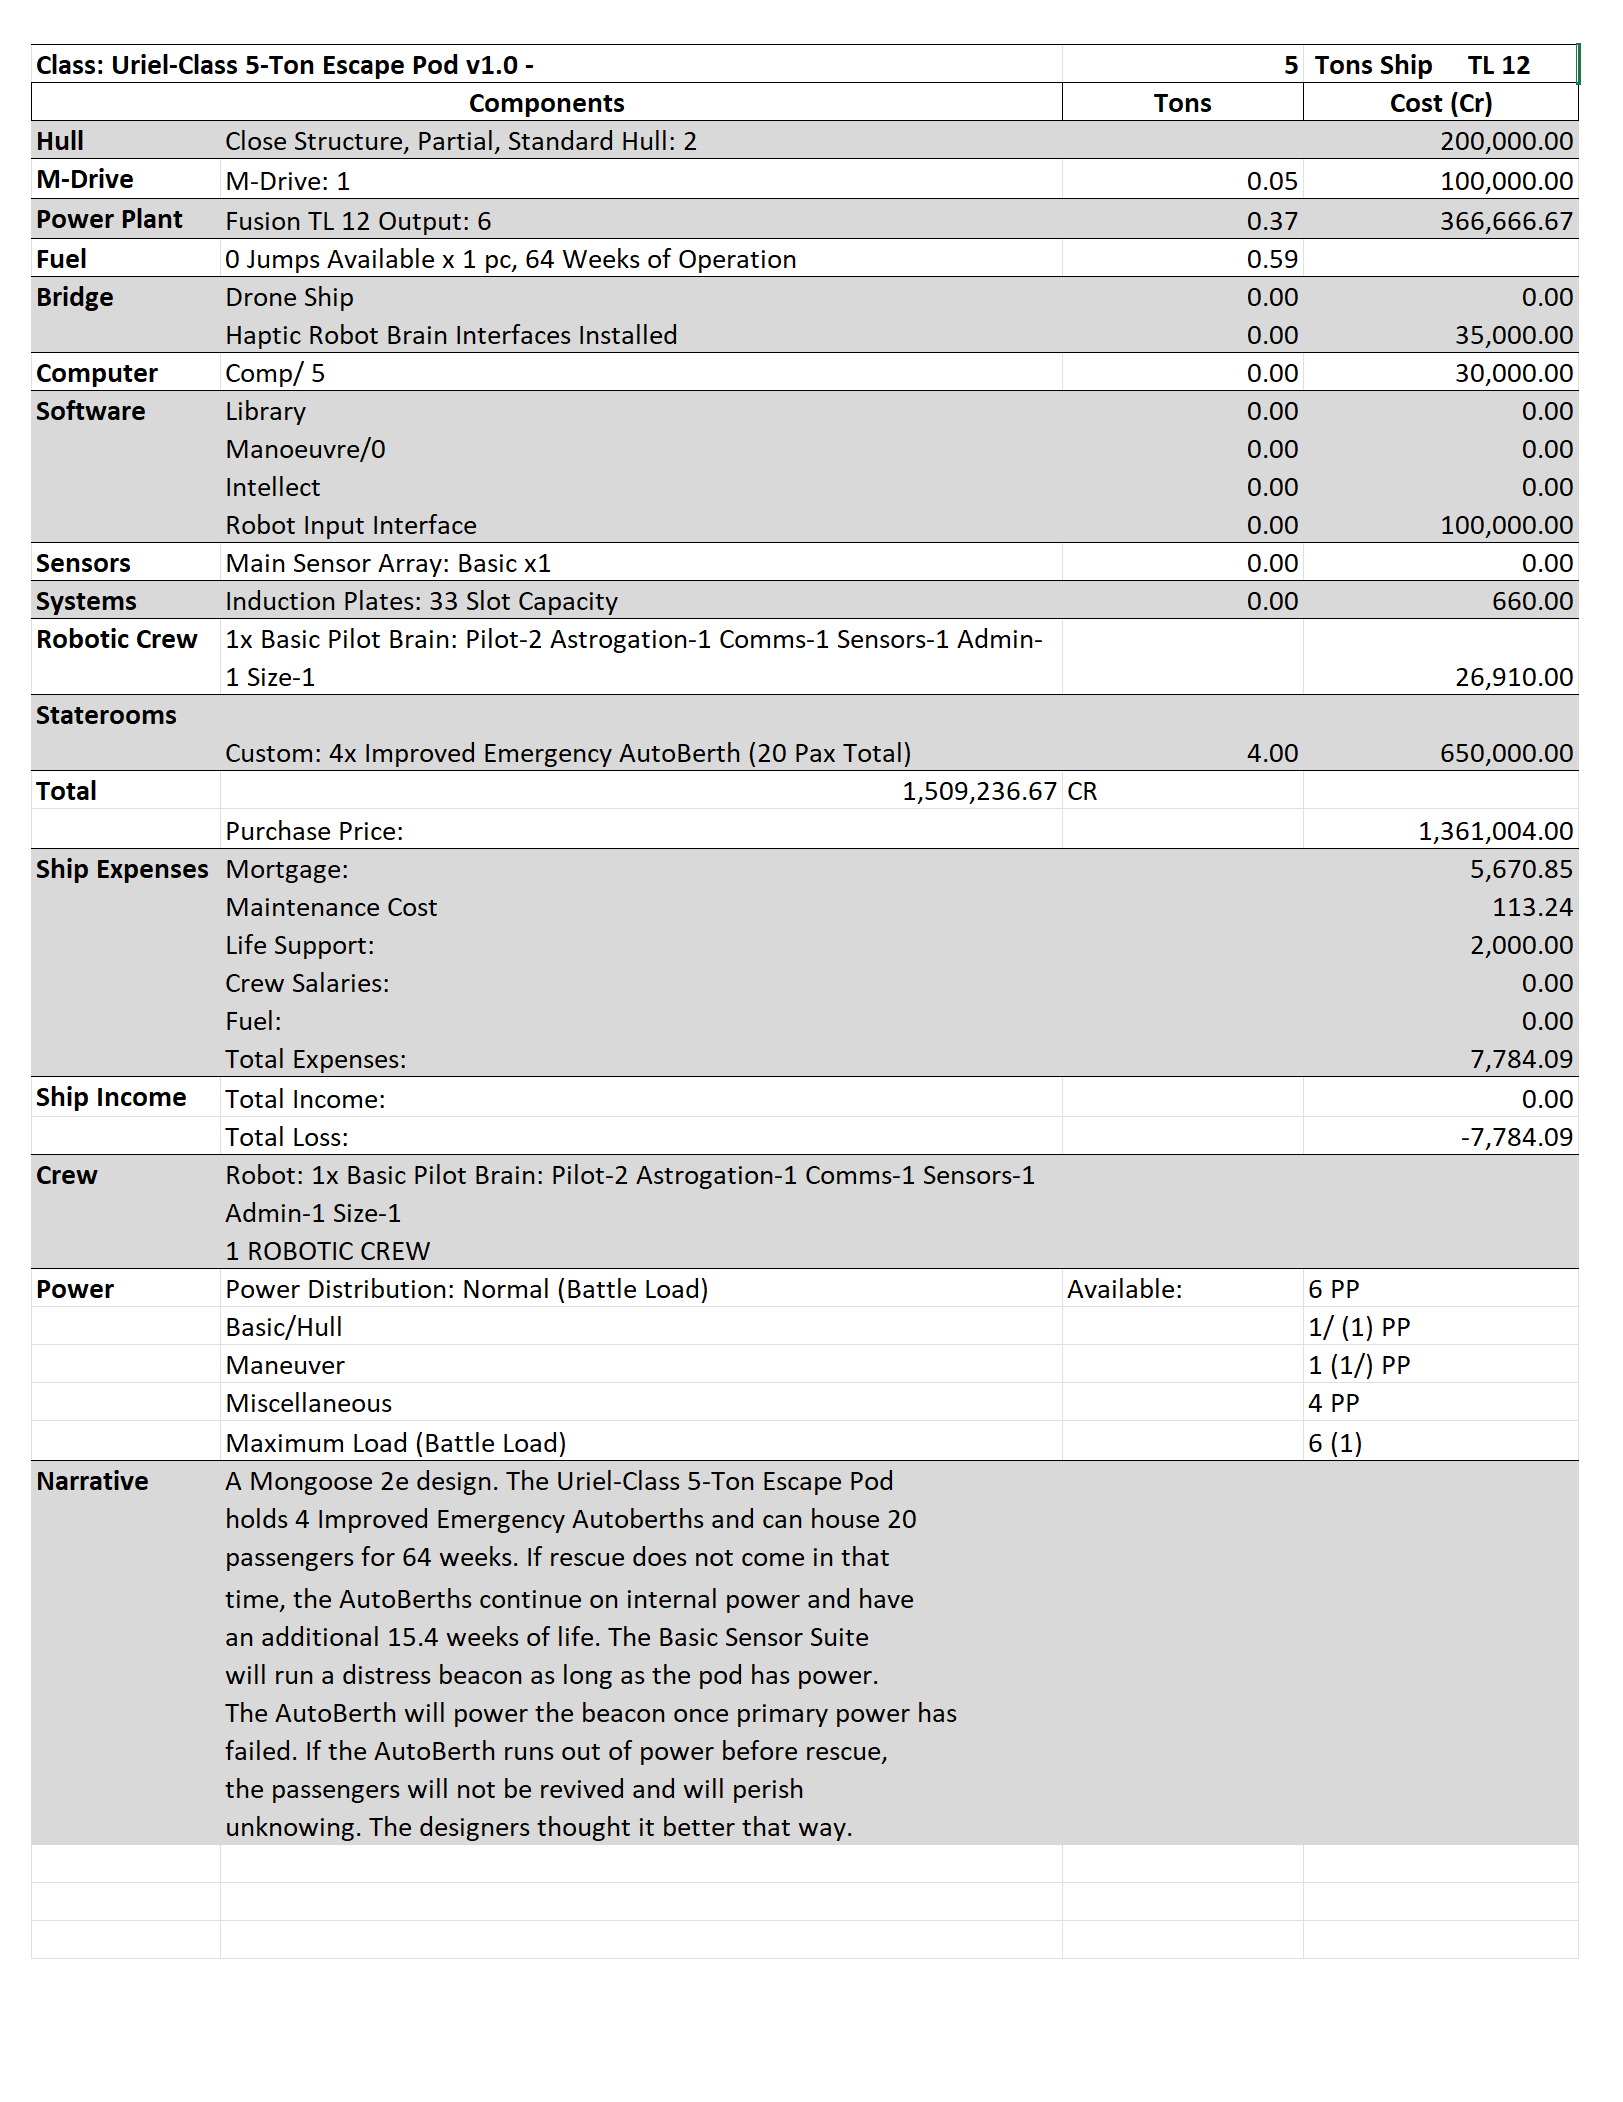 Class: Uriel-Class 5-Ton Escape Pod v1.0 - 5 Tons Ship TL 12
Components Tons Cost (Cr)
Hull Close Structure, Partial, Standard Hull: 2 200,000.00
M-Drive M-Drive: 1 0.05 100,000.00
Power Plant Fusion TL 12 Output: 6 0.37 366,666.67
Fuel 0 Jumps Available x 1 pc, 64 Weeks of Operation 0.59
Bridge Drone Ship 0.00 0.00
Haptic Robot Brain Interfaces Installed 0.00 35,000.00
Computer Comp/ 5 0.00 30,000.00
Software Library 0.00 0.00
Manoeuvre/0 0.00 0.00
Intellect 0.00 0.00
Robot Input Interface 0.00 100,000.00
Sensors Main Sensor Array: Basic x1 0.00 0.00
Systems Induction Plates: 33 Slot Capacity 0.00 660.00
Robotic Crew 1x Basic Pilot Brain: Pilot-2 Astrogation-1 Comms-1 Sensors-1 Admin-
1 Size-1 26,910.00
Staterooms
Custom: 4x Improved Emergency AutoBerth (20 Pax Total) 4.00 650,000.00
Total 1,509,236.67 CR
Purchase Price: 1,361,004.00
Ship Expenses Mortgage: 5,670.85
Maintenance Cost 113.24
Life Support: 2,000.00
Crew Salaries: 0.00
Fuel: 0.00
Total Expenses: 7,784.09
Ship Income Total Income: 0.00
Total Loss: -7,784.09
Crew Robot: 1x Basic Pilot Brain: Pilot-2 Astrogation-1 Comms-1 Sensors-1
Admin-1 Size-1
1 ROBOTIC CREW
Power Power Distribution: Normal (Battle Load) Available: 6 PP
Basic/Hull 1/ (1) PP
Maneuver 1 (1/) PP
Miscellaneous 4 PP
Maximum Load (Battle Load) 6 (1)
Narrative A Mongoose 2e design. The Uriel-Class 5-Ton Escape Pod
holds 4 Improved Emergency Autoberths and can house 20
passengers for 64 weeks. If rescue does not come in that
time, the AutoBerths continue on internal power and have
an additional 15.4 weeks of life. The Basic Sensor Suite
will run a distress beacon as long as the pod has power.
The AutoBerth will power the beacon once primary power has
failed. If the AutoBerth runs out of power before rescue,
the passengers will not be revived and will perish
unknowing. The designers thought it better that way.